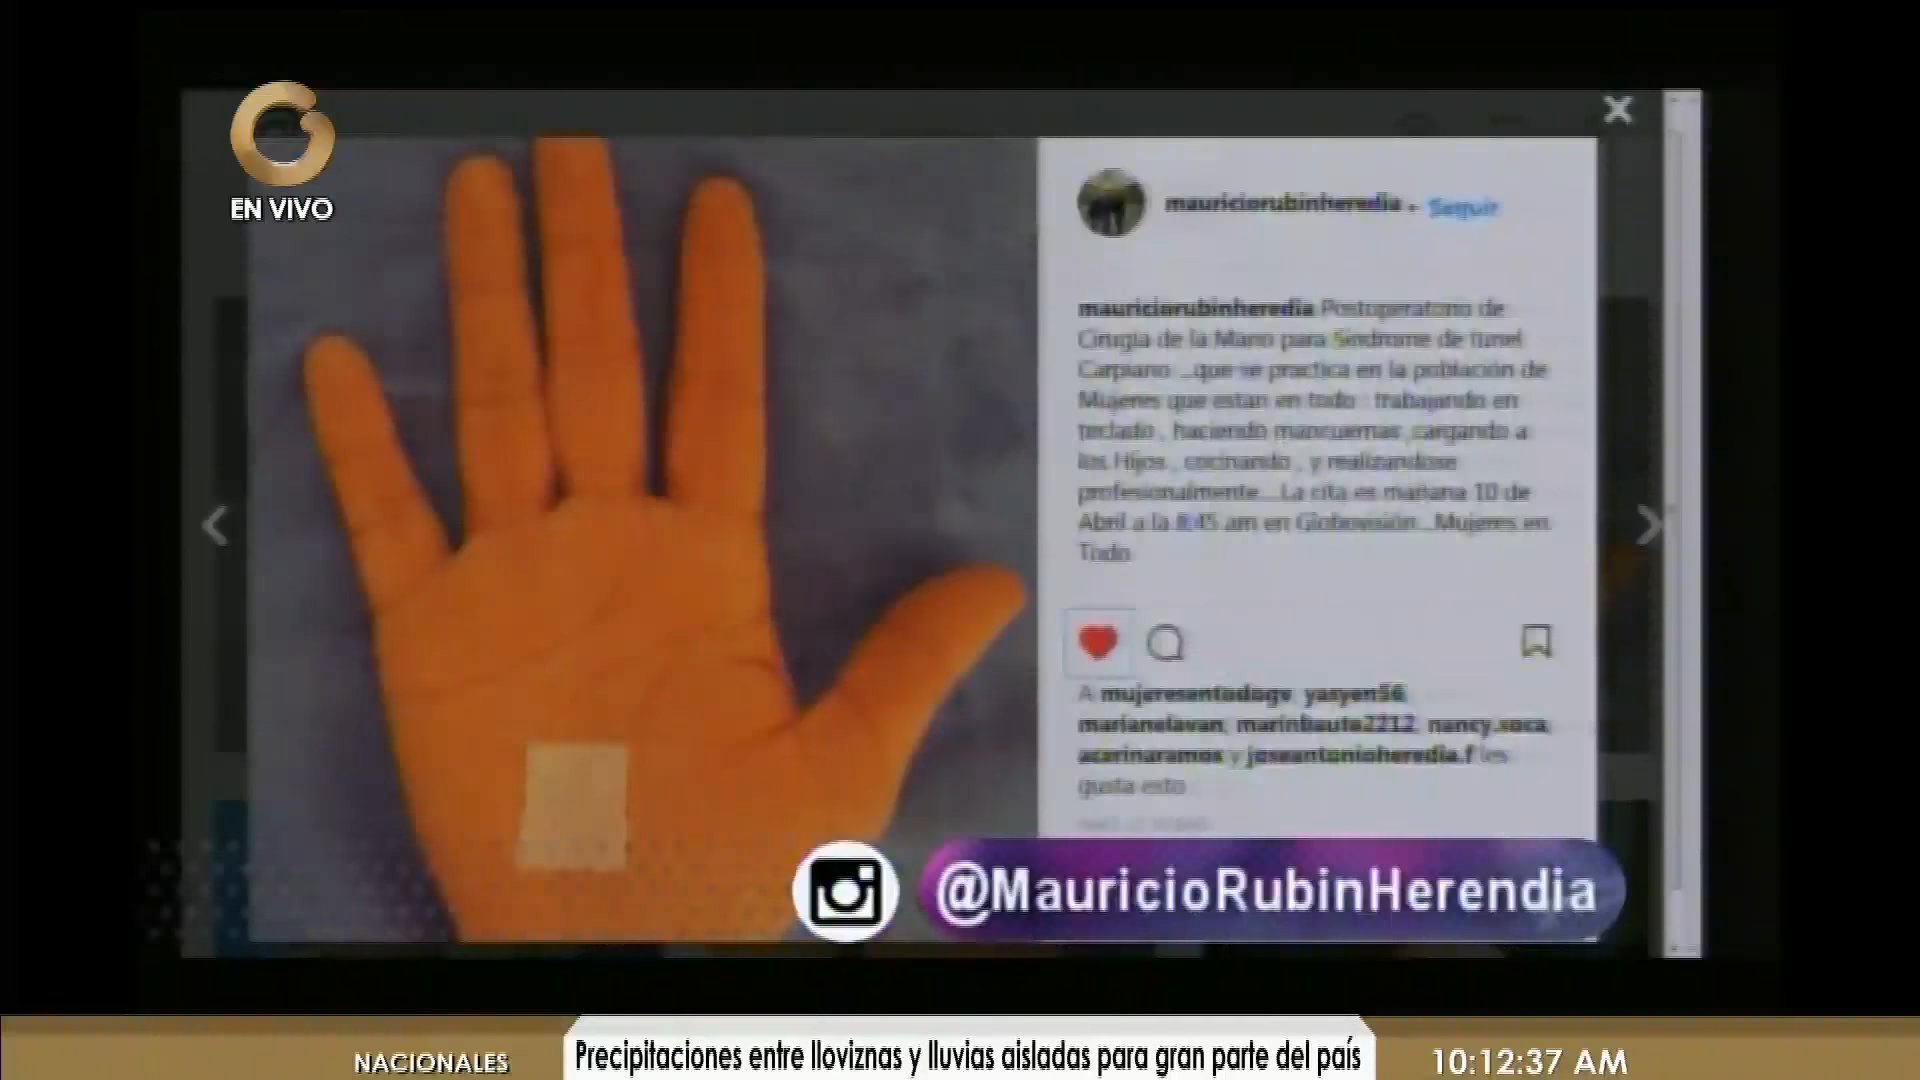 EN VIVO
mauriciorubinheredia • Seguir
mauriciorubinheredia Postoperatorio de
Cirugia de la Mano para Sindrome de tunel
Carpiano ...que se practica en la población de
Mujeres que estan en todo : trabajando en
teclado , haciendo mancuernas ,cargando a
los Hijos , cocinando , y realizandose
profesionalmente...La cita es mañana 10 de
Abril a la 8:45 am en Globovisión...Mujeres en
Todo
A mujeresentodogv, yasyen56,
marianelavan, marinbaute2212, nancy.soca,
acarinaramos y joseantonioheredia.f les
gusta esto
@MauricioRubinHerendia
NACIONALES
Precipitaciones entre lloviznas y lluvias aisladas para gran parte del país
10:12:37 AM